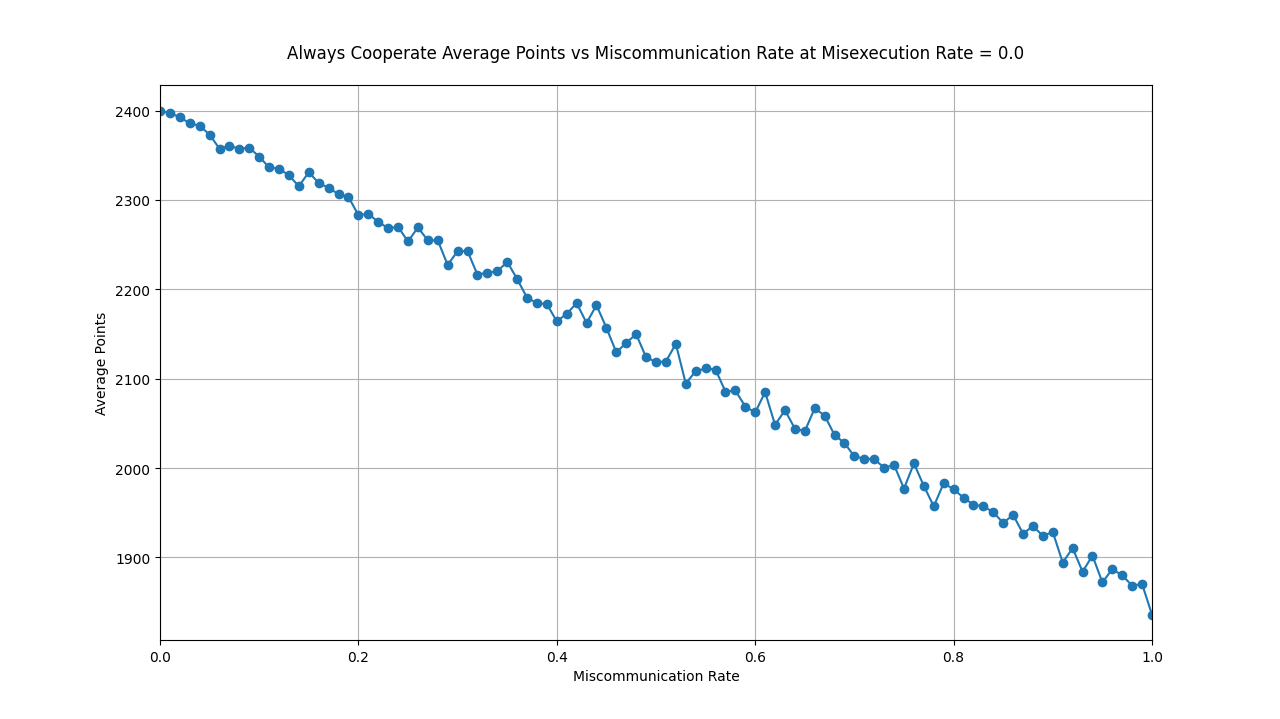 Always Cooperate Average Points vs Miscommunication Rate at Misexecution Rate = 0.0
2400
2300
2200
2100
2000
1900
Average Points
0.0 0.2 0.4 0.6 0.8 1.0
Miscommunication Rate